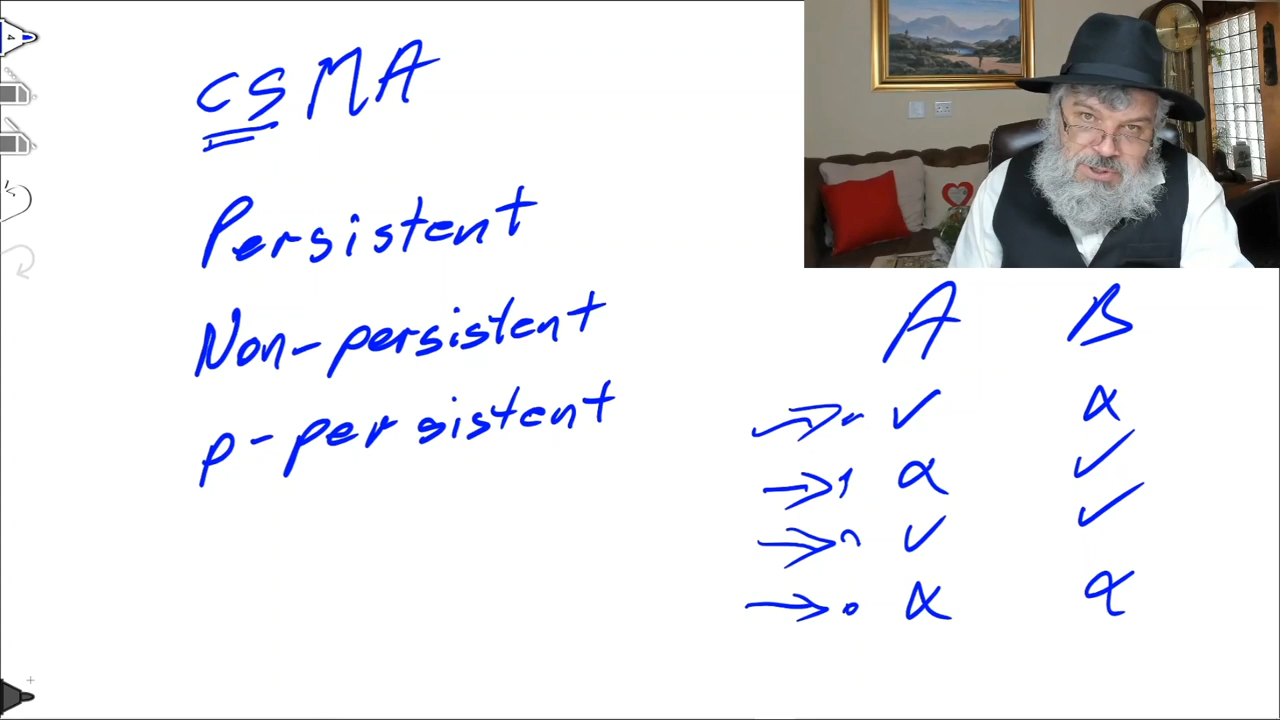 CSMA
Persistent
Non-persistent
p-persistent
A B
✓ x
x ✓
✓ ✓
x x